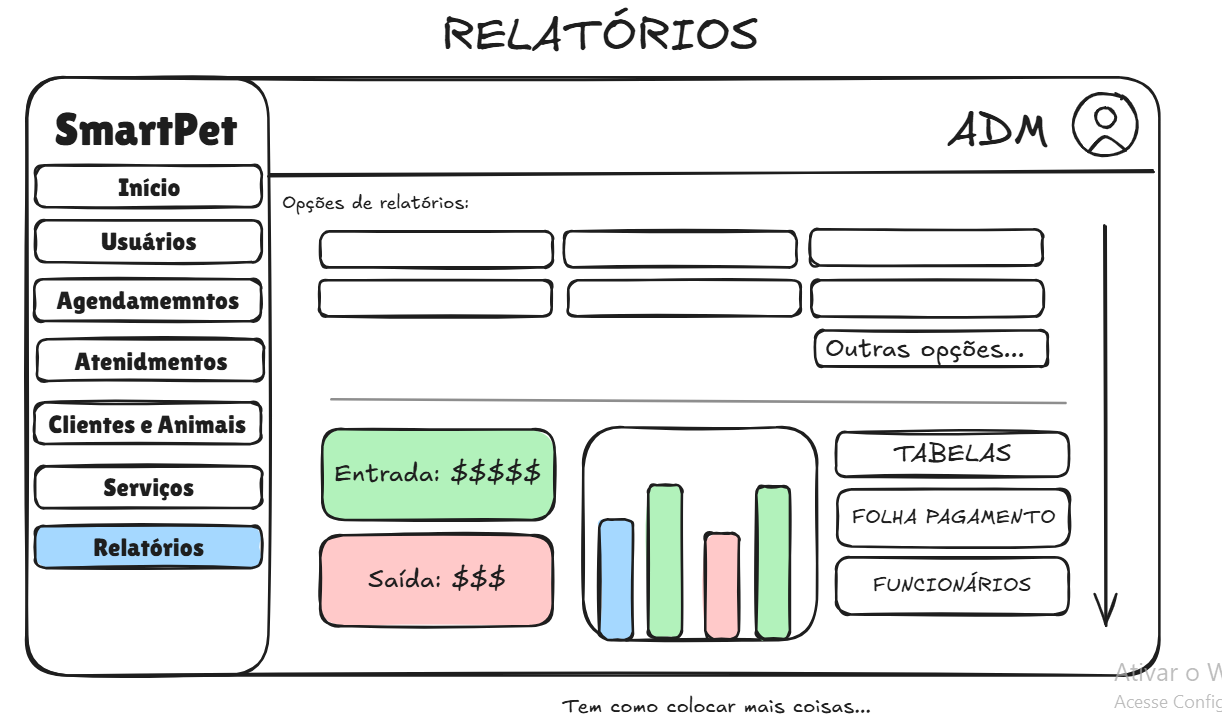 RELATÓRIOS
SmartPet
ADM
Início
Usuários
Agendamemntos
Atenidmentos
Clientes e Animais
Serviços
Relatórios
Opções de relatórios:
Outras opções...
Entrada: $$$$$
Saída: $$$
TABELAS
FOLHA PAGAMENTO
FUNCIONÁRIOS
Ativar o W
Acesse Config
Tem como colocar mais coisas...